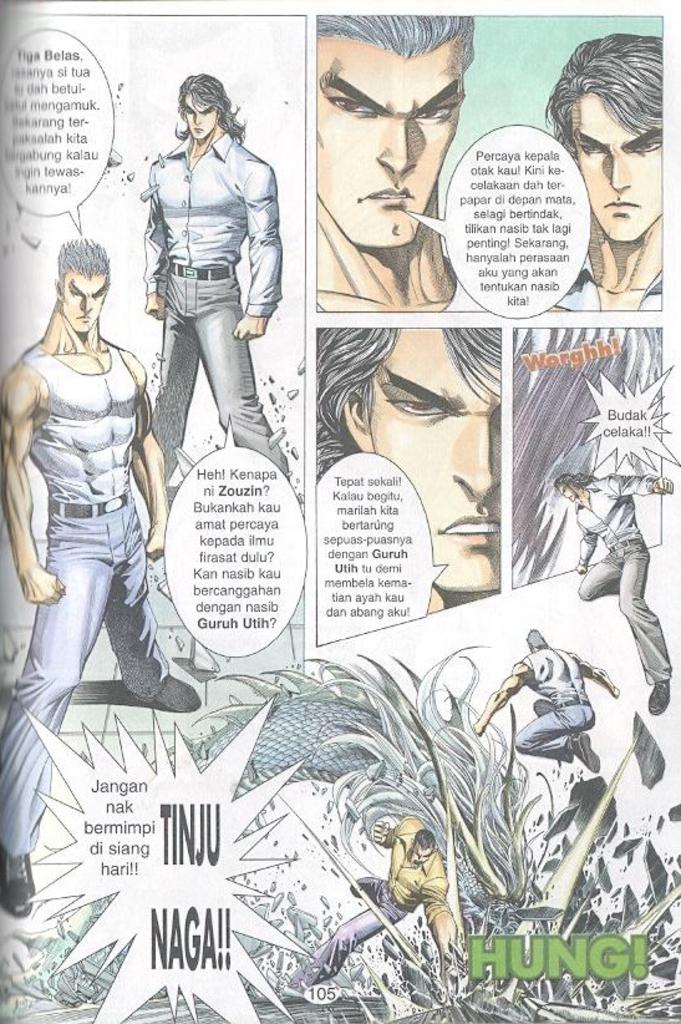 Tiga Belas,
si tua
dah betul-
mengamuk.
ter-
kita
kalau
tewas-
kannya!
Heh! Kenapa
ni Zouzin?
Bukankah kau
amat percaya
kepada ilmu
firasat dulu?
Kan nasib kau
bercanggahan
dengan nasib
Guruh Utih?
Percaya kepala
otak kau! Kini ke-
celakaan dah ter-
papar di depan mata,
selagi bertindak,
tilikan nasib tak lagi
penting! Sekarang,
hanyalah perasaan
aku yang akan
tentukan nasib
kita!
Tepat sekali!
Kalau begitu,
marilah kita
bertarung
sepuas-puasnya
dengan Guruh
Utih tu demi
membela kema-
tian ayah kau
dan abang aku!
Worghh!
Budak
celaka!!
Jangan
nak
bermimpi
di siang
hari!!
TINJU
NAGA!!
HUNG!
105